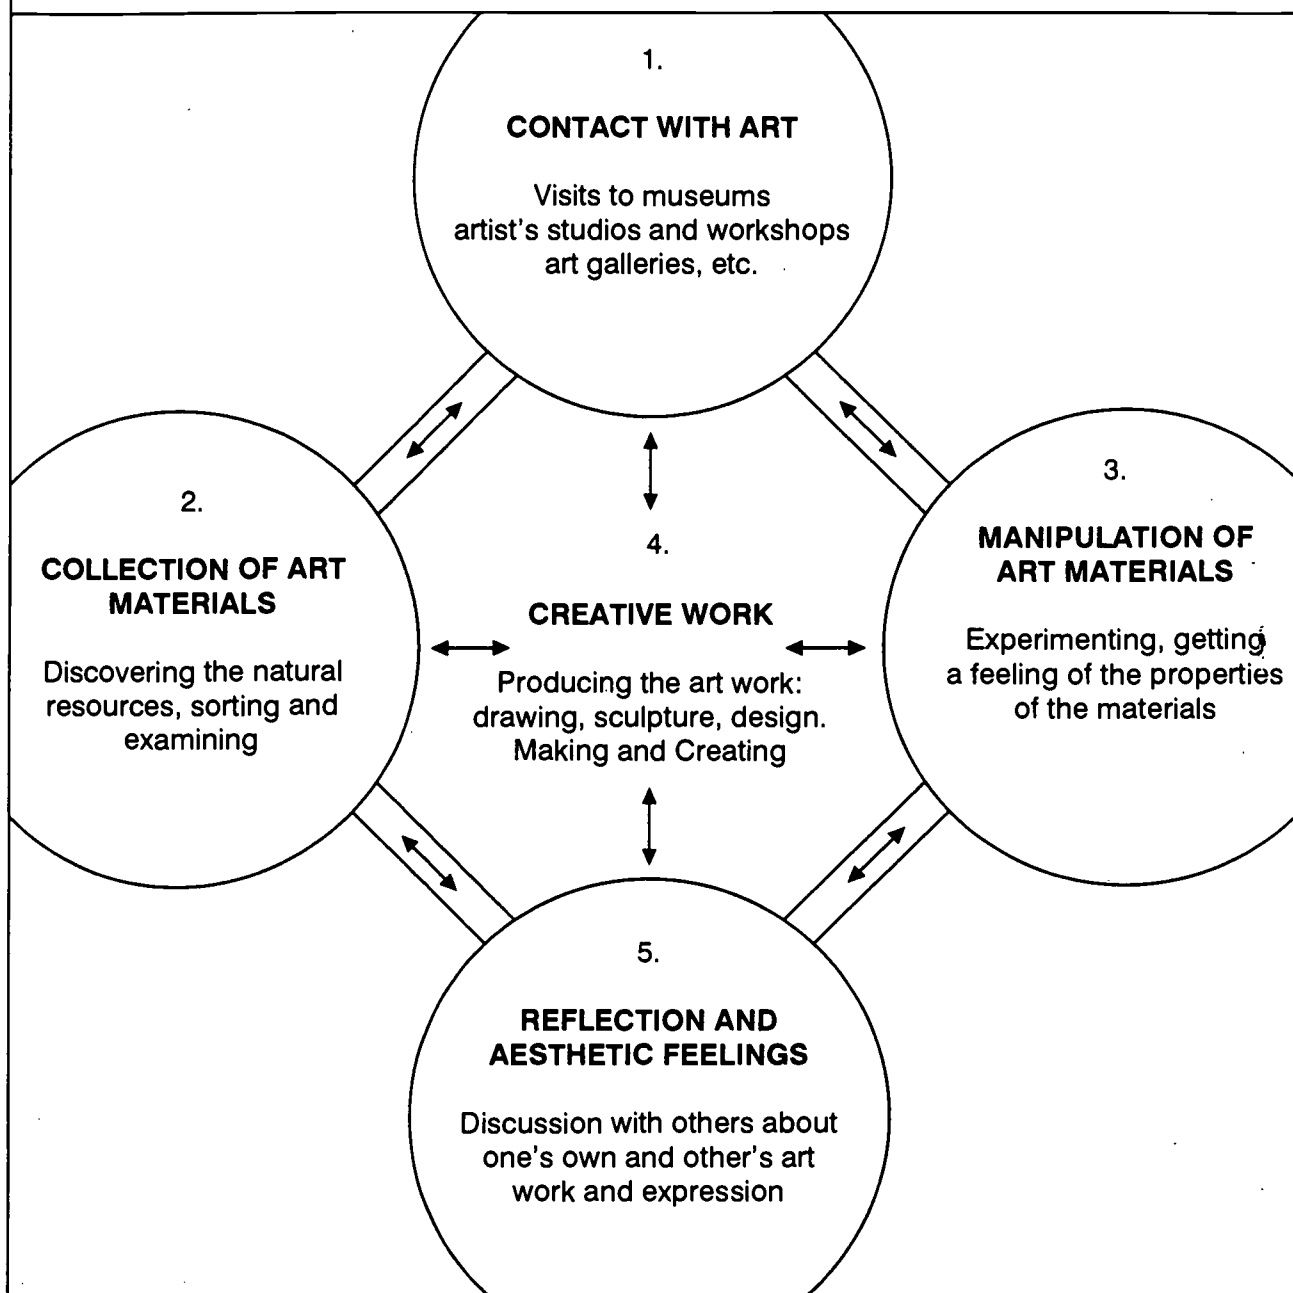 1.
CONTACT WITH ART
Visits to museums
artist's studios and workshops
art galleries, etc.
2.
COLLECTION OF ART
MATERIALS
Discovering the natural
resources, sorting and
examining
4.
CREATIVE WORK
Producing the art work:
drawing, sculpture, design.
Making and Creating
3.
MANIPULATION OF
ART MATERIALS
Experimenting, getting
a feeling of the properties
of the materials
5.
REFLECTION AND
AESTHETIC FEELINGS
Discussion with others about
one's own and other's art
work and expression